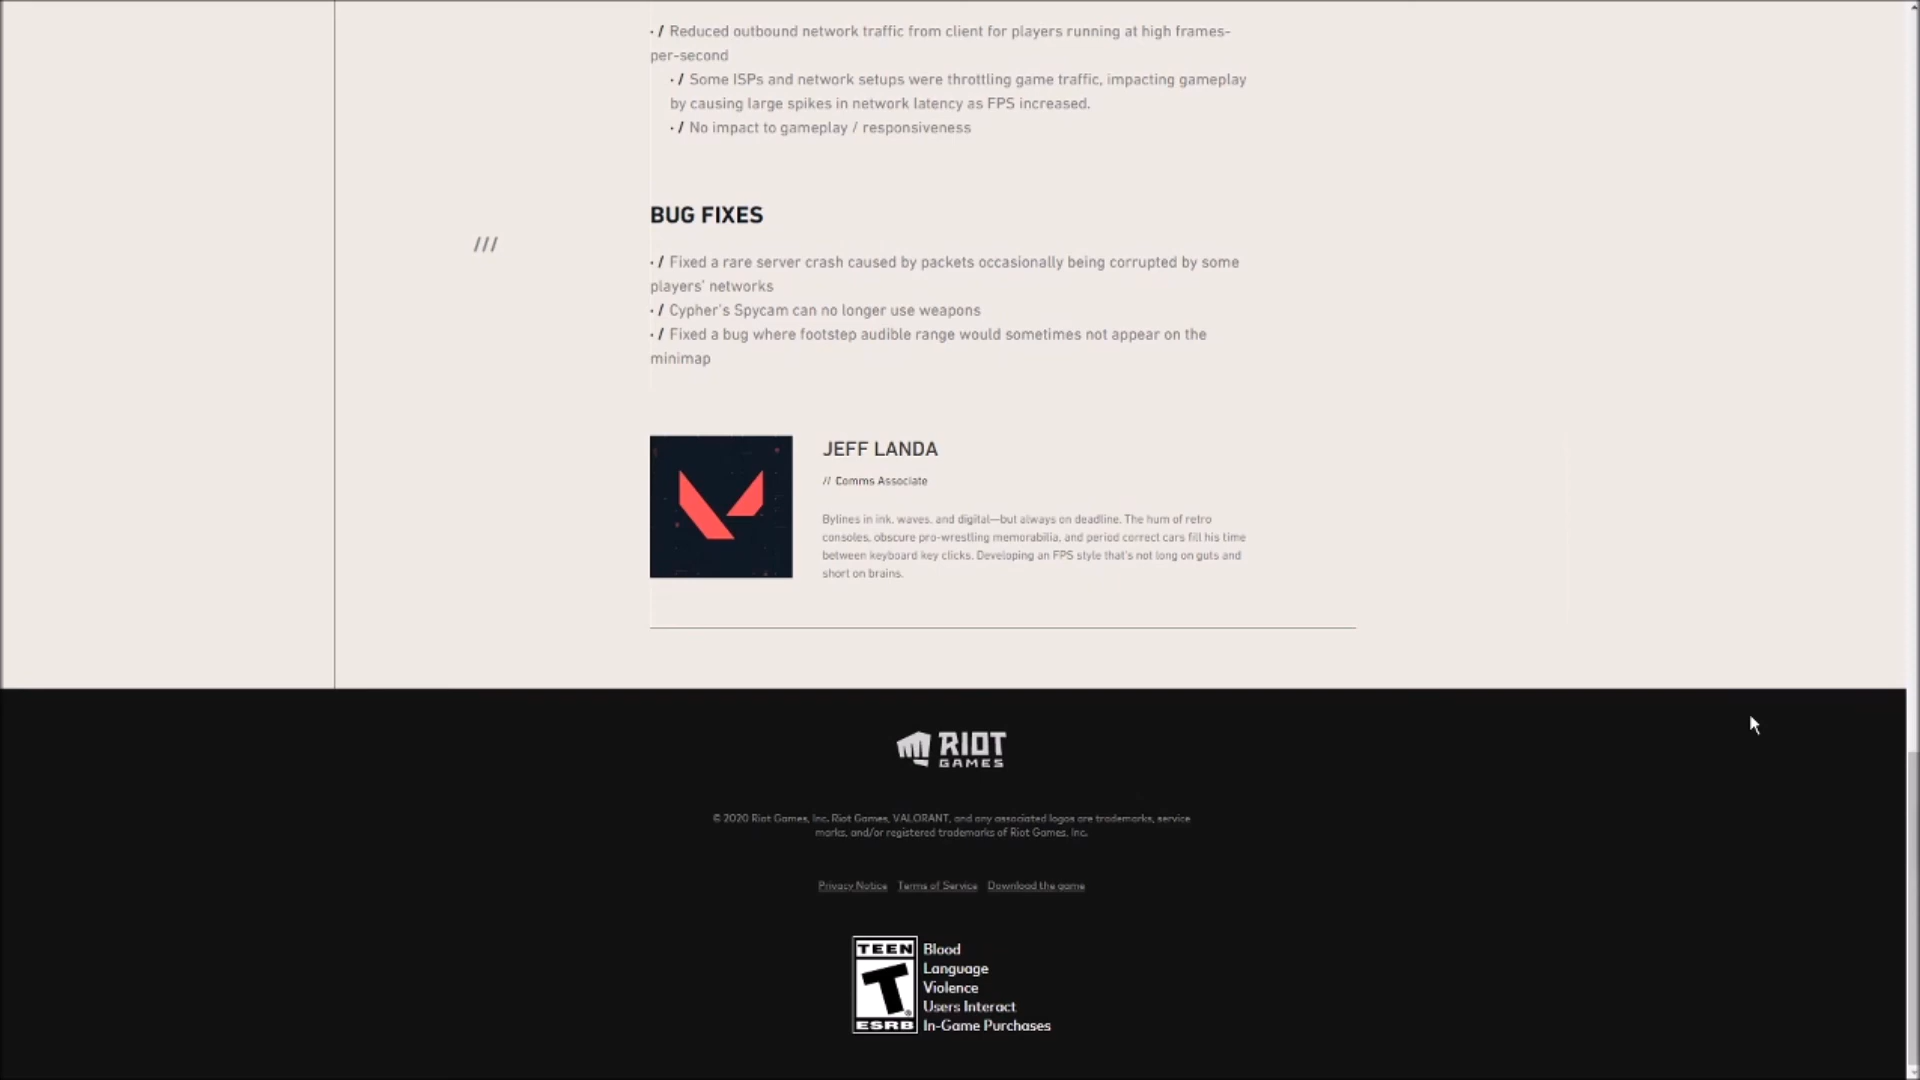 · / Reduced outbound network traffic from client for players running at high frames-
per-second
· / Some ISPs and network setups were throttling game traffic, impacting gameplay
by causing large spikes in network latency as FPS increased.
· / No impact to gameplay / responsiveness
BUG FIXES
///
· / Fixed a rare server crash caused by packets occasionally being corrupted by some
players' networks
· / Cypher's Spycam can no longer use weapons
· / Fixed a bug where footstep audible range would sometimes not appear on the
minimap
JEFF LANDA
// Comms Associate
Bylines in ink, waves, and digital—but always on deadline. The hum of retro
consoles, obscure pro-wrestling memorabilia, and period correct cars fill his time
between keyboard key clicks. Developing an FPS style that's not long on guts and
short on brains.
RIOT
GAMES
© 2020 Riot Games, Inc. Riot Games, VALORANT, and any associated logos are trademarks, service
marks, and/or registered trademarks of Riot Games, Inc.
Privacy Notice Terms of Service Download the game
TEEN
T
ESRB
Blood
Language
Violence
Users Interact
In-Game Purchases